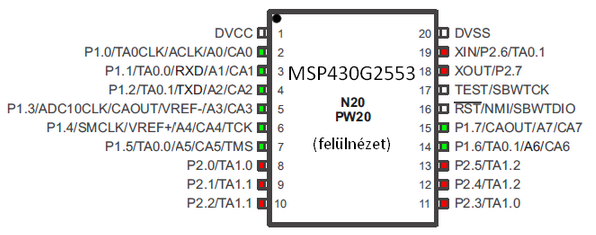 DVCC 1 20 DVSS
P1.0/TA0CLK/ACLK/A0/CA0 2 19 XIN/P2.6/TA0.1
P1.1/TA0.0/RXD/A1/CA1 3 MSP430G2553 18 XOUT/P2.7
P1.2/TA0.1/TXD/A2/CA2 4 17 TEST/SBWTCK
P1.3/ADC10CLK/CAOUT/VREF-/A3/CA3 5 N20 16 RST/NMI/SBWTDIO
PW20
P1.4/SMCLK/VREF+/A4/CA4/TCK 6 15 P1.7/CAOUT/A7/CA7
P1.5/TA0.0/A5/CA5/TMS 7 (felülnézet) 14 P1.6/TA0.1/A6/CA6
P2.0/TA1.0 8 13 P2.5/TA1.2
P2.1/TA1.1 9 12 P2.4/TA1.2
P2.2/TA1.1 10 11 P2.3/TA1.0